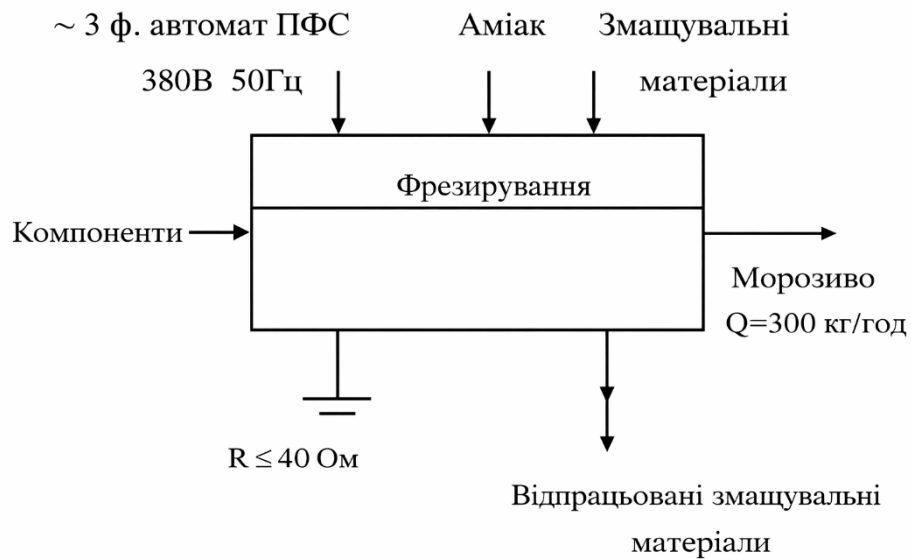 ~ 3 ф. автомат ПФС
380В 50Гц
Аміак
Змащувальні
матеріали
Фрезирування
Компоненти
Морозиво
Q=300 кг/год
R ≤ 40 Ом
Відпрацьовані змащувальні
матеріали